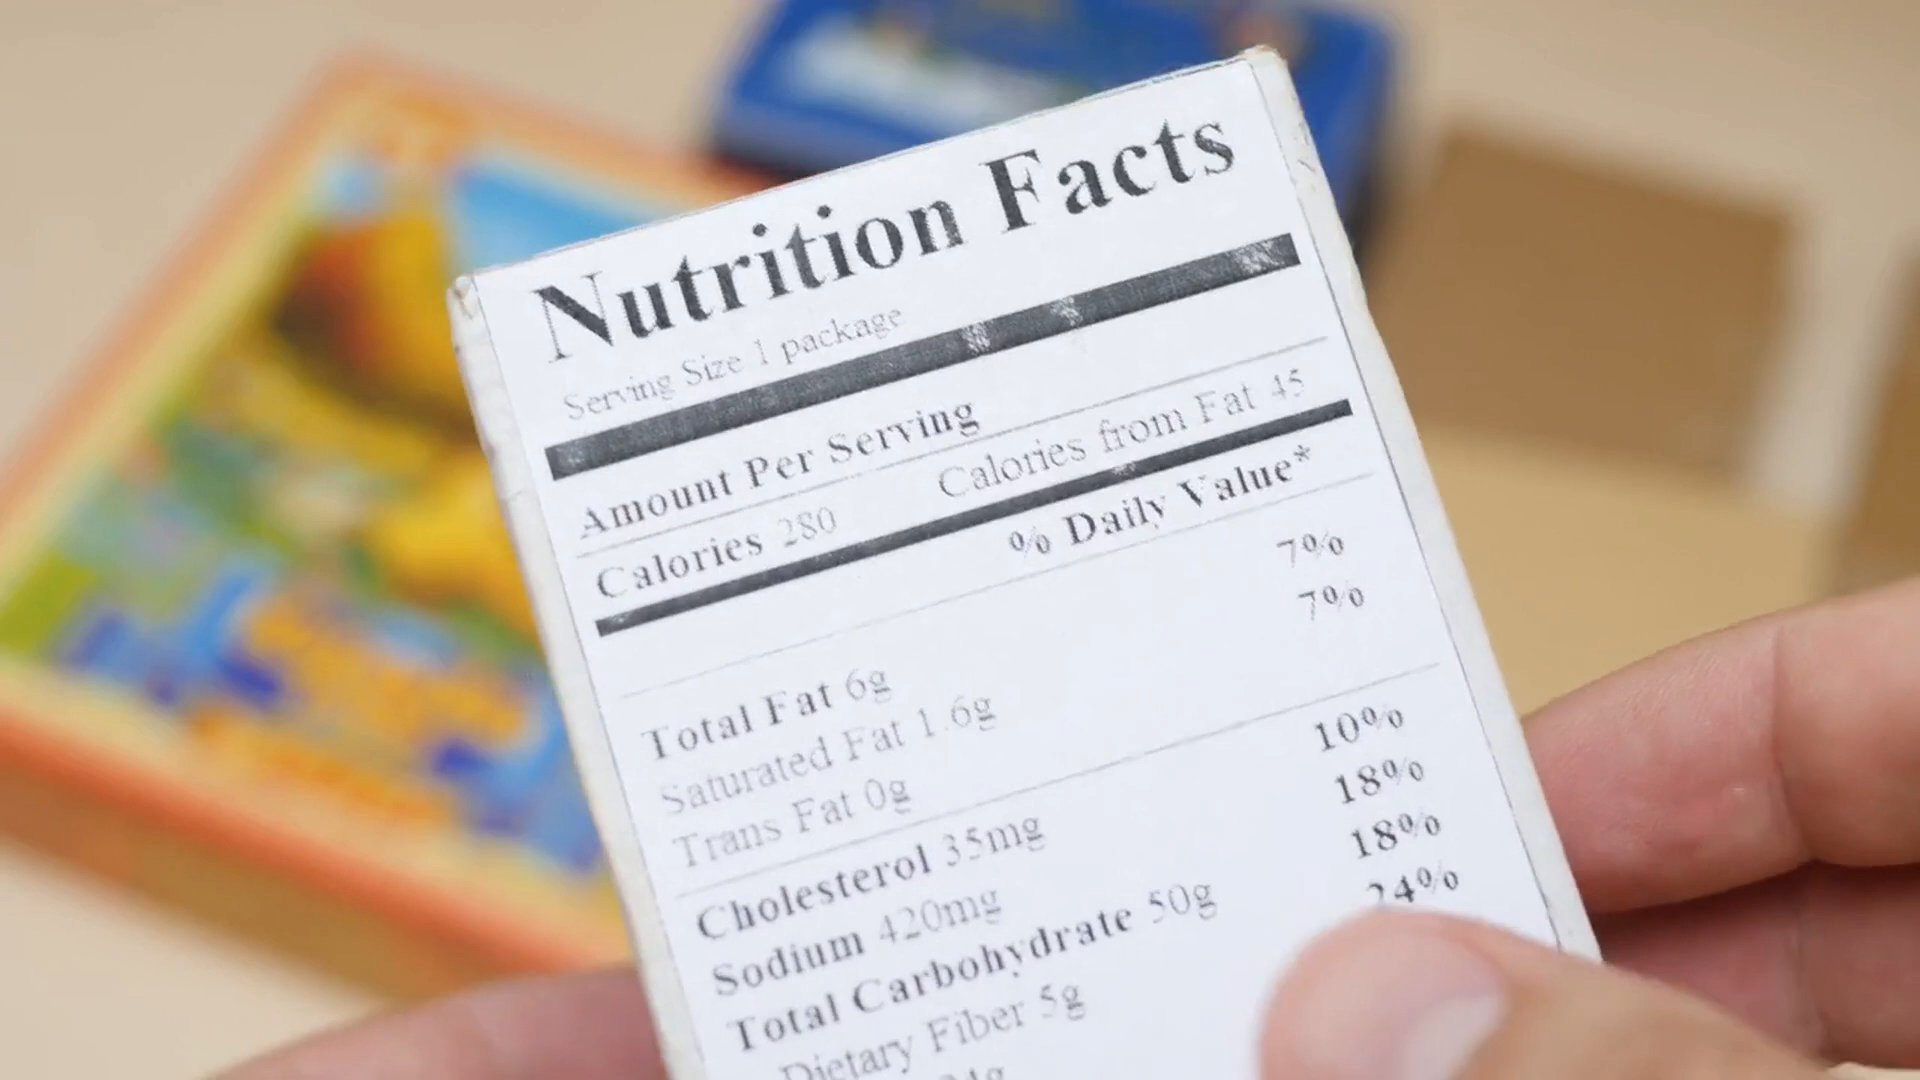 Nutrition Facts
Serving Size 1 package
Amount Per Serving
Calories 280 Calories from Fat 45
% Daily Value*
Total Fat 6g 7%
Saturated Fat 1.6g 7%
Trans Fat 0g
Cholesterol 35mg 10%
Sodium 420mg 18%
Total Carbohydrate 50g 18%
Dietary Fiber 5g 24%